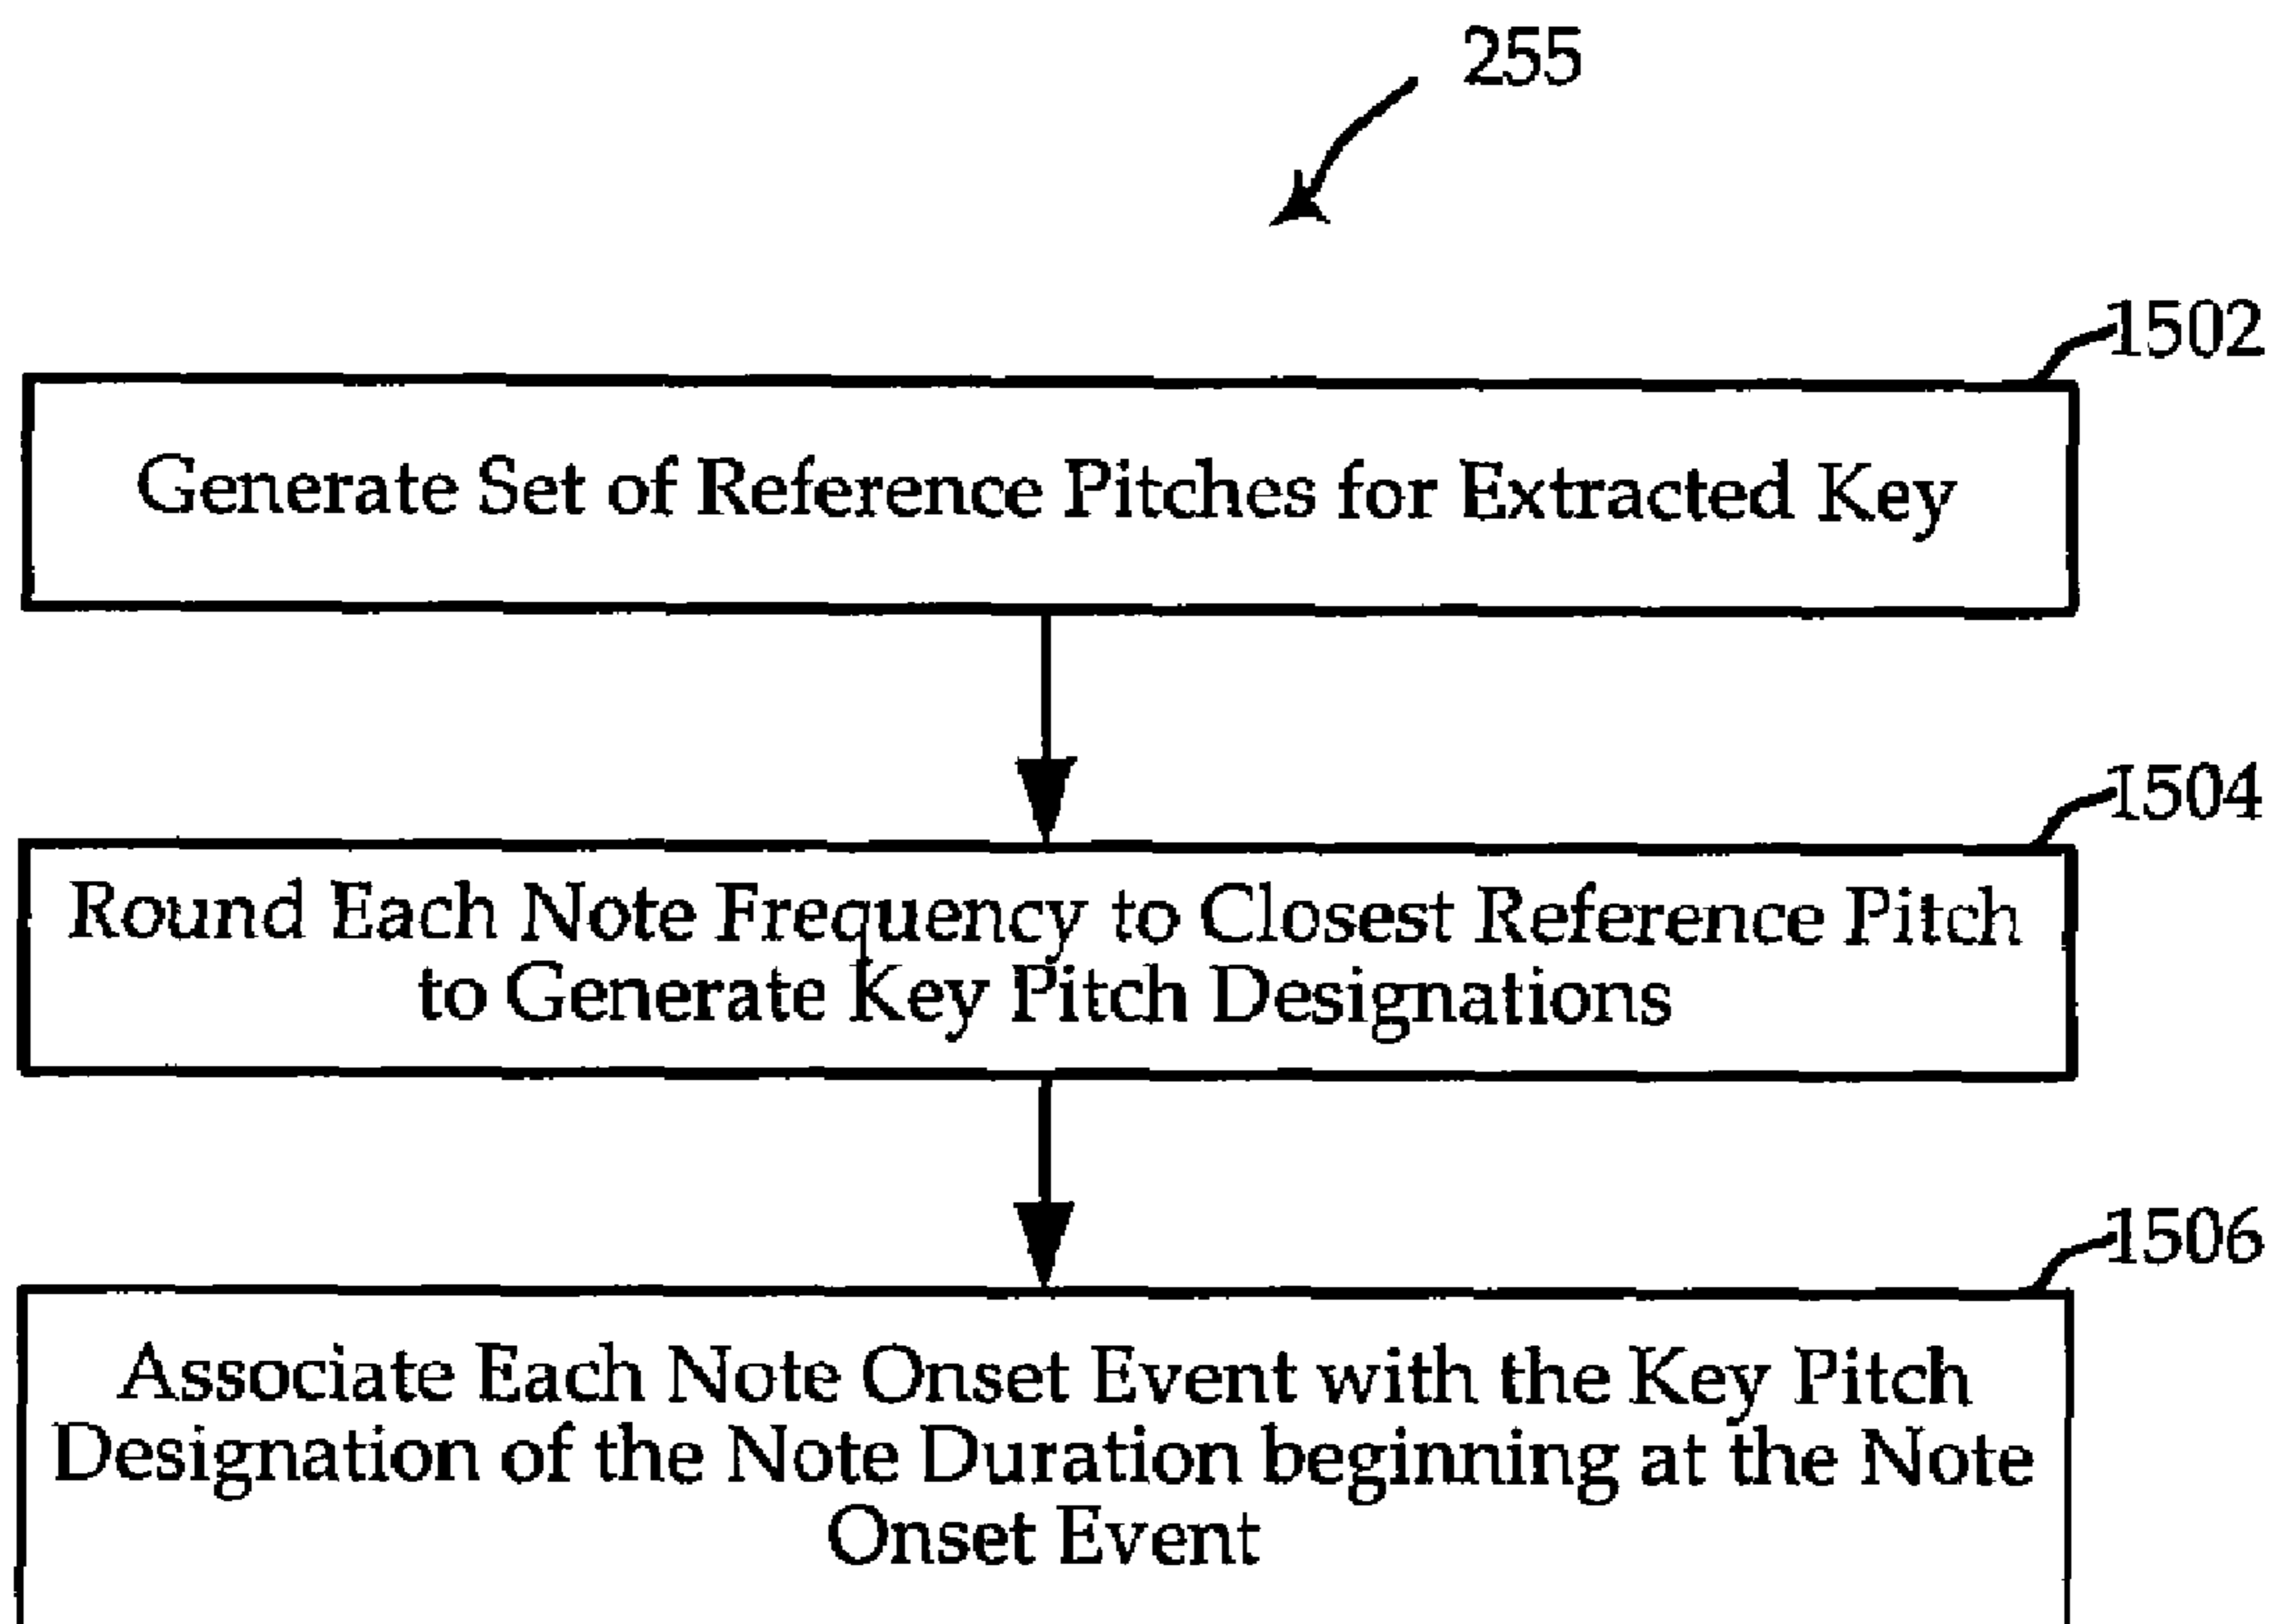 255
1502
Generate Set of Reference Pitches for Extracted Key
1504
Round Each Note Frequency to Closest Reference Pitch
to Generate Key Pitch Designations
1506
Associate Each Note Onset Event with the Key Pitch
Designation of the Note Duration beginning at the Note
Onset Event